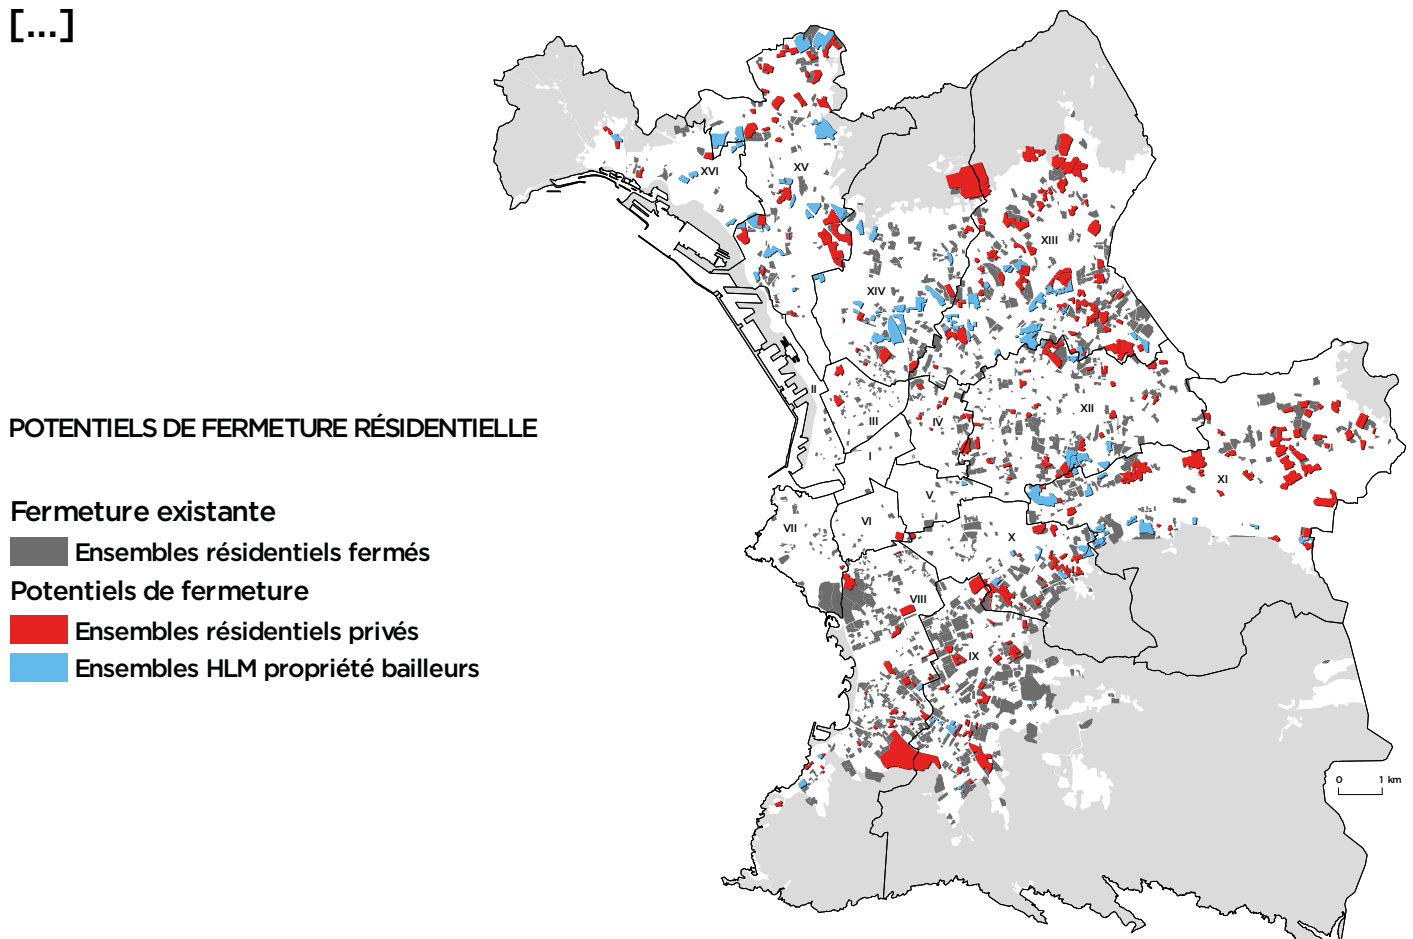 [...]
POTENTIELS DE FERMETURE RÉSIDENTIELLE
Fermeture existante
Ensembles résidentiels fermés
Potentiels de fermeture
Ensembles résidentiels privés
Ensembles HLM propriété bailleurs
XVI
XV
XIII
XIV
II
III
IV
XII
I
XI
V
VII
VI
X
VIII
IX
0 1 km